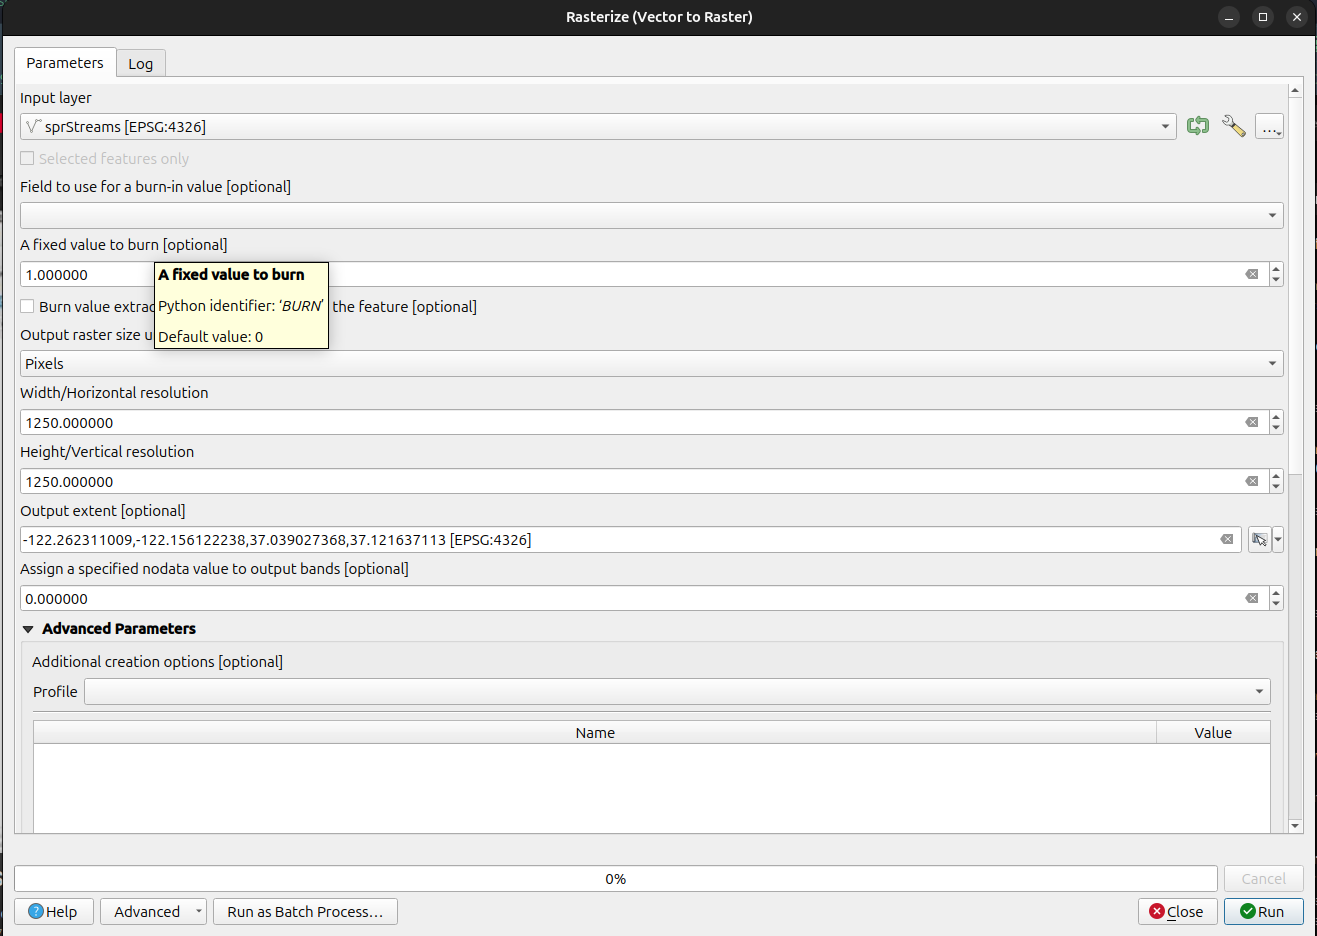 Rasterize (Vector to Raster)
Parameters
Log
Input layer
sprStreams [EPSG:4326]
...
Selected features only
Field to use for a burn-in value [optional]
A fixed value to burn [optional]
1.000000
A fixed value to burn
Python identifier: ‘BURN’
Default value: 0
Burn value extrac
the feature [optional]
Output raster size u
Pixels
Width/Horizontal resolution
1250.000000
Height/Vertical resolution
1250.000000
Output extent [optional]
-122.262311009,-122.156122238,37.039027368,37.121637113 [EPSG:4326]
Assign a specified nodata value to output bands [optional]
0.000000
Advanced Parameters
Additional creation options [optional]
Profile
Name Value
0%
Cancel
Help Advanced Run as Batch Process... Close Run